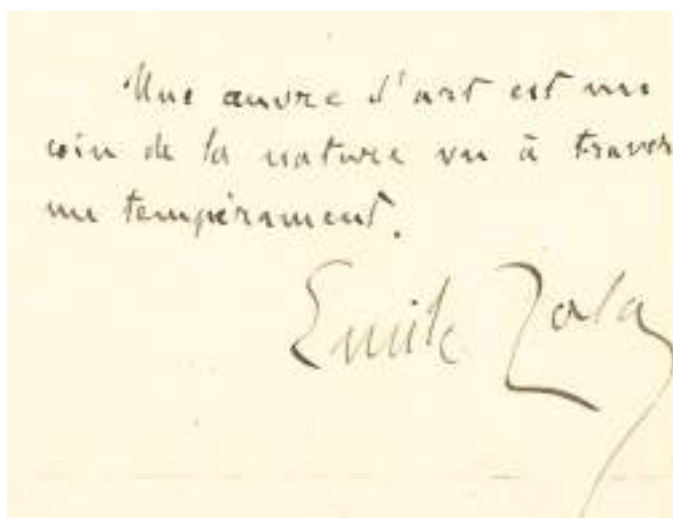 Une œuvre d'art est un
coin de la nature vu à travers
un tempérament.
Emile Zola